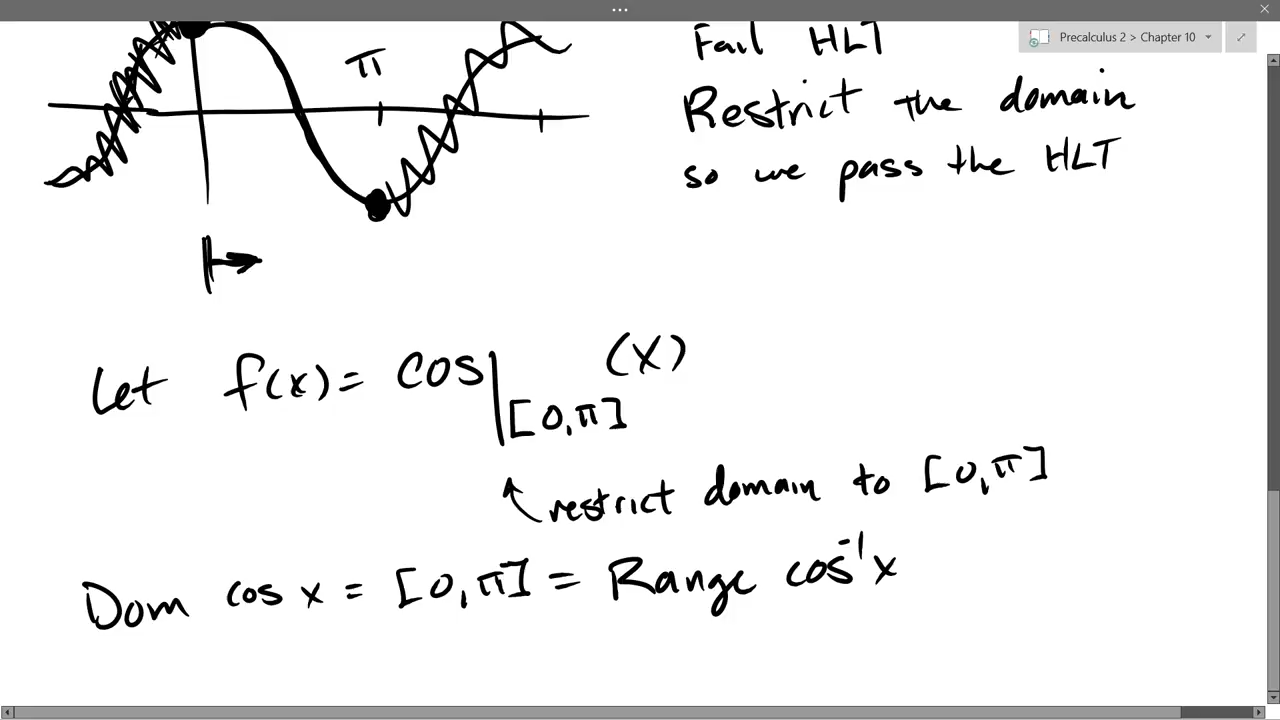 ...
Precalculus 2 > Chapter 10
Fail HLT
π
Restrict the domain
so we pass the HLT
Let f(x) = cos|[0,π] (x)
restrict domain to [0,π]
Dom cos x = [0,π] = Range cos⁻¹ x